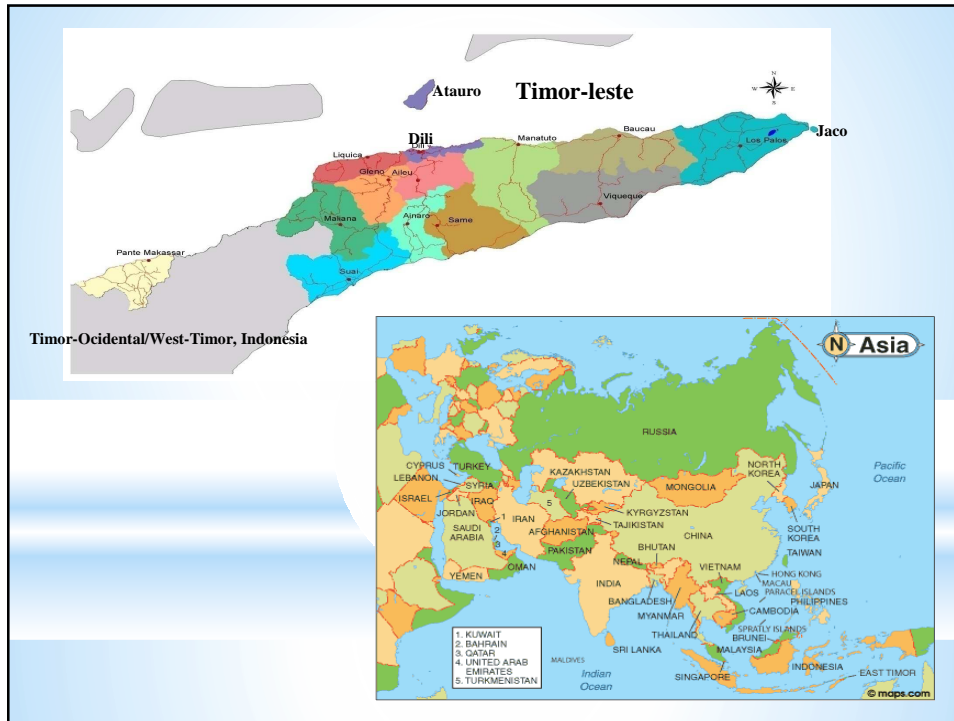 Timor-leste
N
W E
S
Atauro
Jaco
Dili
Dili
Manatuto
Baucau
Los Palos
Liquica
Gleno
Aileu
Viqueque
Maliana
Ainaro
Same
Pante Makassar
Suai
Timor-Ocidental/West-Timor, Indonesia
N
Asia
RUSSIA
CYPRUS
TURKEY
LEBANON
SYRIA
ISRAEL
IRAQ
JORDAN
SAUDI
ARABIA
1
2
3
4
5
IRAN
KAZAKHSTAN
UZBEKISTAN
MONGOLIA
NORTH
KOREA
JAPAN
Pacific
Ocean
KYRGYZSTAN
TAJIKISTAN
AFGHANISTAN
CHINA
SOUTH
KOREA
TAIWAN
PAKISTAN
OMAN
YEMEN
NEPAL
BHUTAN
INDIA
VIETNAM
HONG KONG
MACAU
PARACEL ISLANDS
LAOS
PHILIPPINES
BANGLADESH
MYANMAR
CAMBODIA
THAILAND
SPRATLY ISLANDS
BRUNEI
SRI LANKA
MALAYSIA
MALDIVES
SINGAPORE
INDONESIA
EAST TIMOR
Indian
Ocean
1. KUWAIT
2. BAHRAIN
3. QATAR
4. UNITED ARAB
EMIRATES
5. TURKMENISTAN
© maps.com